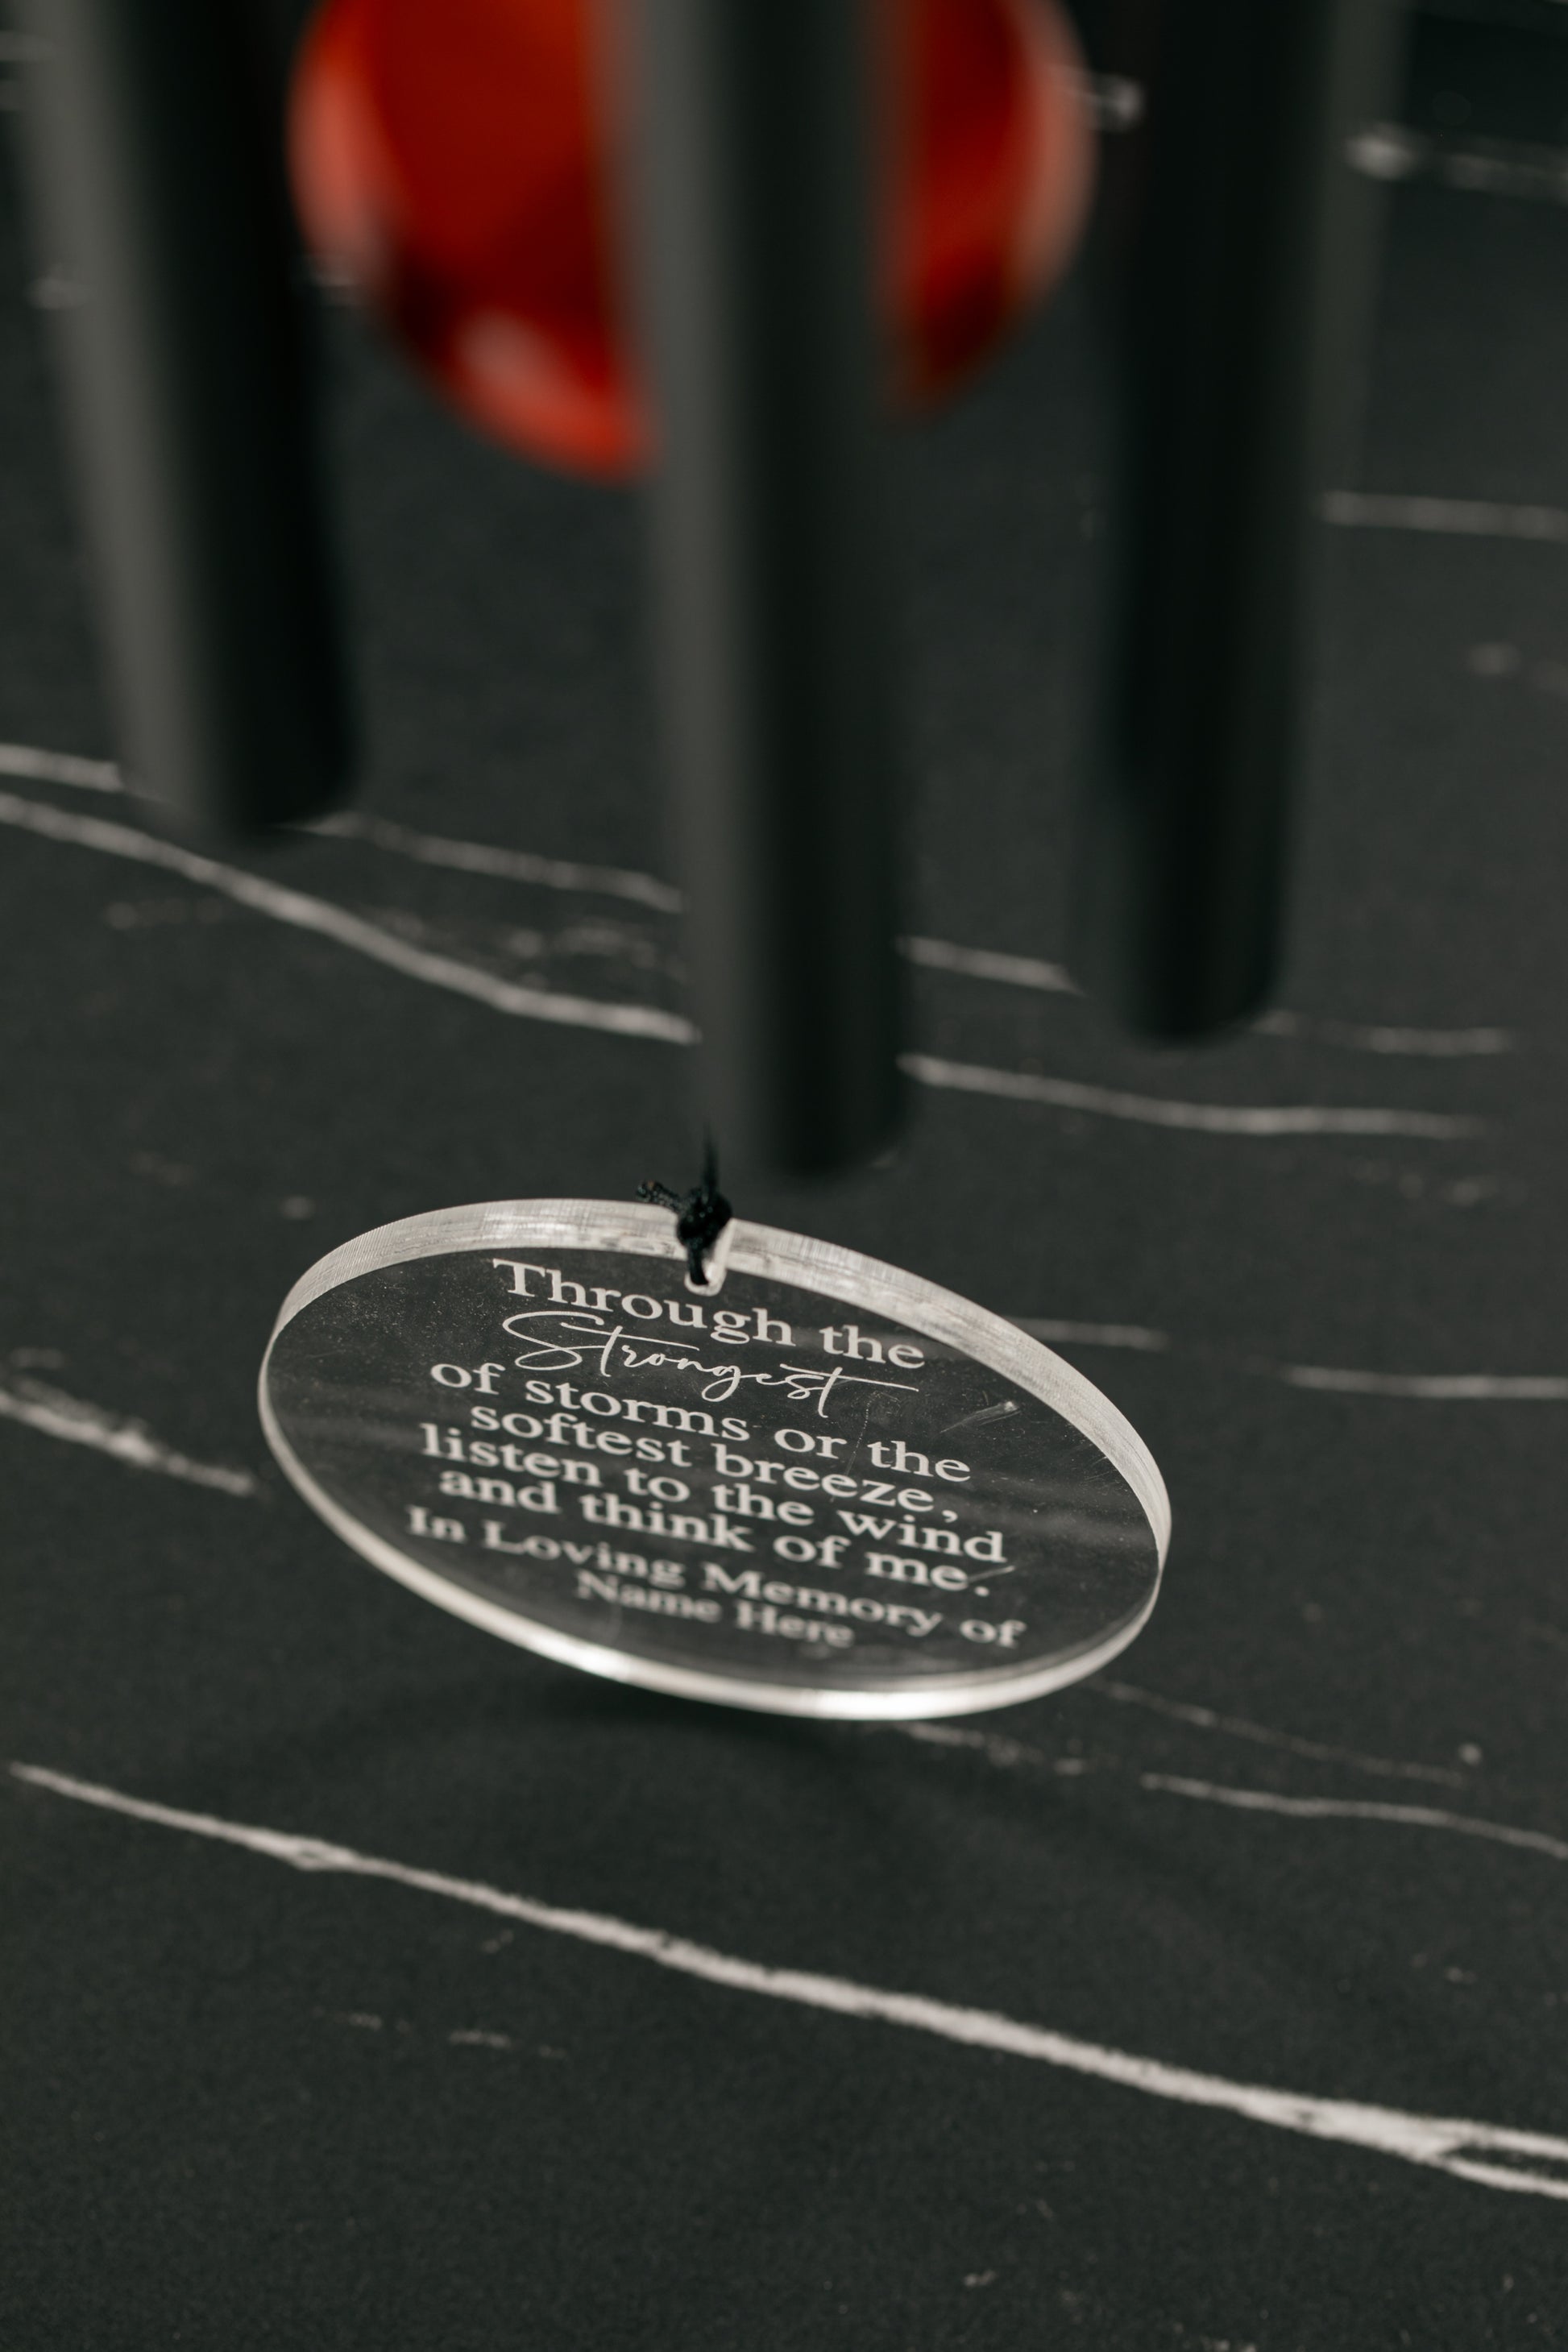 Through the
Strongest
of storms or the
softest breeze,
listen to the wind
and think of me.
In Loving Memory of
Name Here